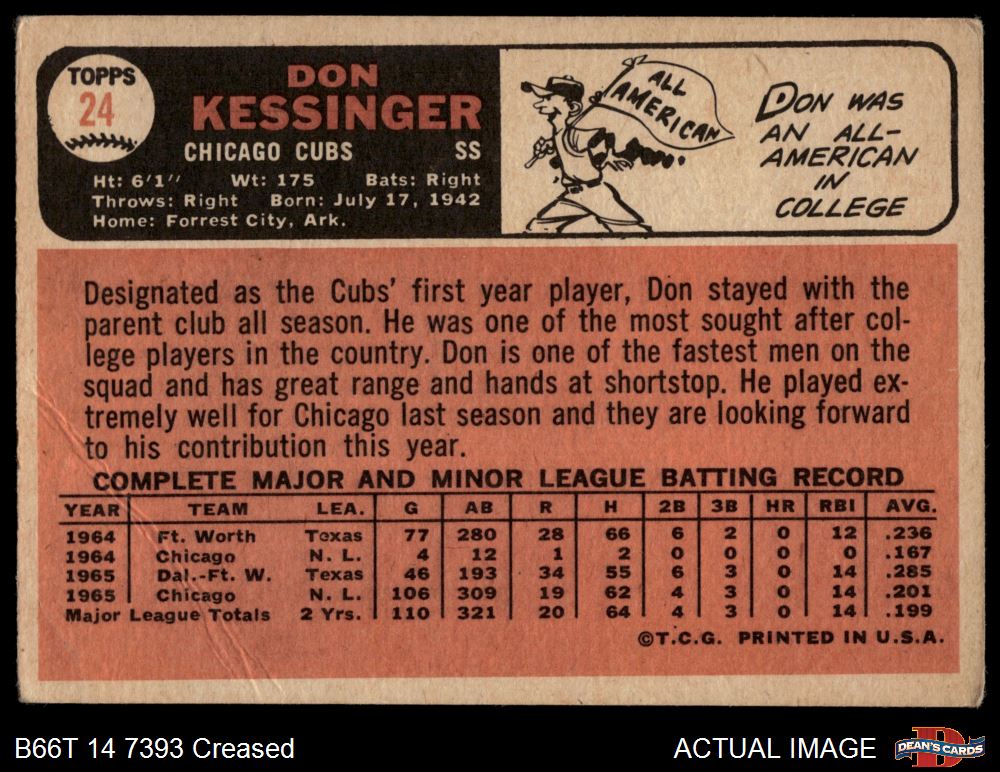 TOPPS
24
DON
KESSINGER
CHICAGO CUBS SS
Ht: 6'1" Wt: 175 Bats: Right
Throws: Right Born: July 17, 1942
Home: Forrest City, Ark.
ALL
AMERICAN
DON WAS
AN ALL-
AMERICAN
IN
COLLEGE
Designated as the Cubs' first year player, Don stayed with the
parent club all season. He was one of the most sought after col-
lege players in the country. Don is one of the fastest men on the
squad and has great range and hands at shortstop. He played ex-
tremely well for Chicago last season and they are looking forward
to his contribution this year.
COMPLETE MAJOR AND MINOR LEAGUE BATTING RECORD
YEAR TEAM LEA. G AB R H 2B 3B HR RBI AVG.
1964 Ft. Worth Texas 77 280 28 66 6 2 0 12 .236
1964 Chicago N. L. 4 12 1 2 0 0 0 0 .167
1965 Dal.-Ft. W. Texas 46 193 34 55 6 3 0 14 .285
1965 Chicago N. L. 106 309 19 62 4 3 0 14 .201
Major League Totals 2 Yrs. 110 321 20 64 4 3 0 14 .199
©T.C.G. PRINTED IN U.S.A.
B66T 14 7393 Creased
ACTUAL IMAGE
DEAN'S CARDS